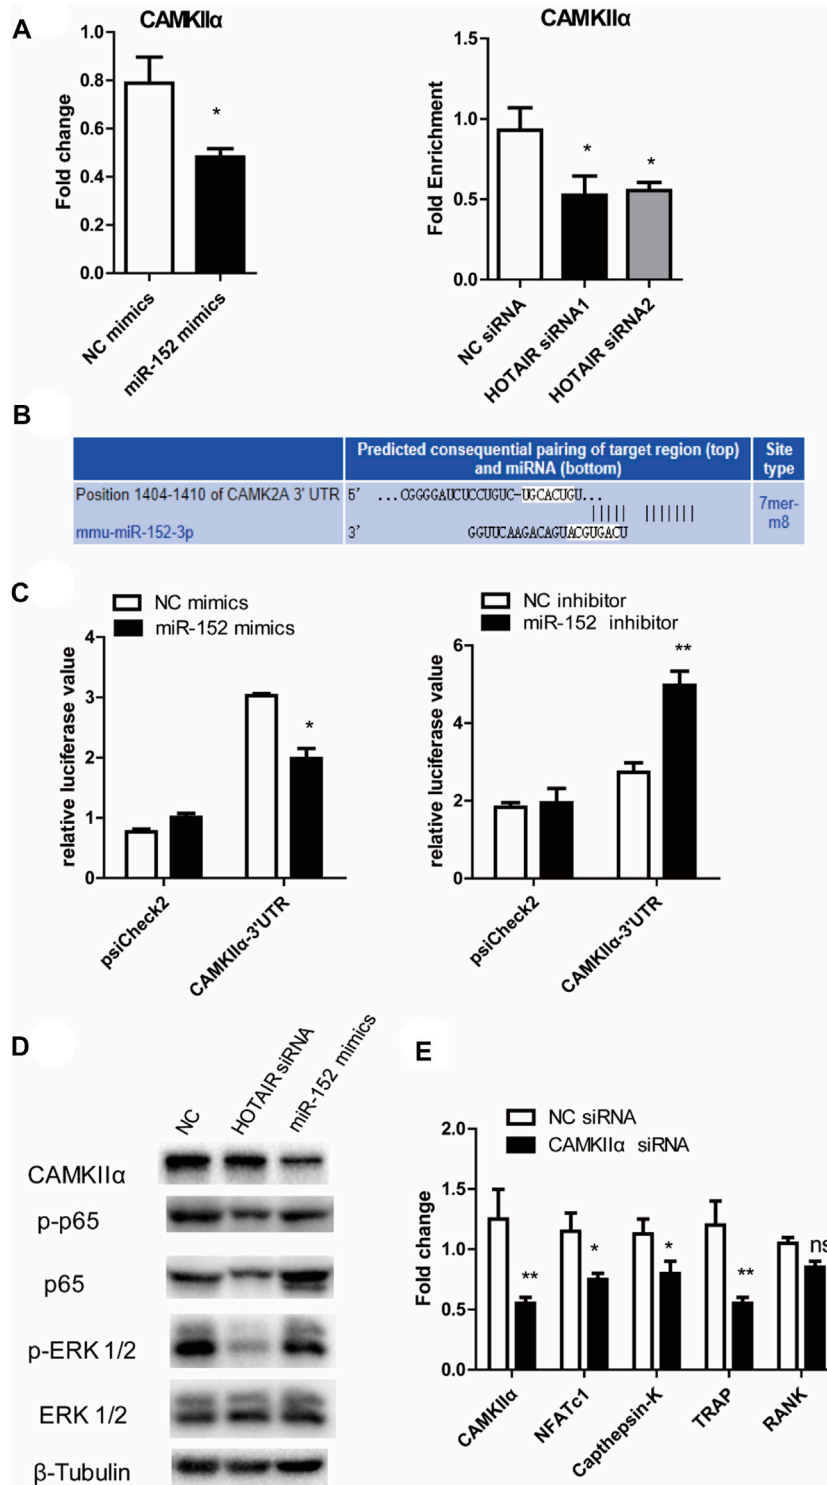 A
CAMKIIα
Fold change
1.0
0.8
0.6
0.4
0.2
0.0
*
NC mimics
miR-152 mimics
CAMKIIα
Fold Enrichment
1.5
1.0
0.5
0.0
*
*
NC siRNA
HOTAIR siRNA1
HOTAIR siRNA2
B
Predicted consequential pairing of target region (top) and miRNA (bottom)
Site type
Position 1404-1410 of CAMK2A 3' UTR 5' ...CGGGGAUCUCCUGUC-UGCACUGU...
mmu-miR-152-3p 3' GGUUCAAGACAGUACGUGACU
7mer-m8
C
NC mimics
miR-152 mimics
relative luciferase value
4
3
2
1
0
*
psiCheck2
CAMKIIα-3'UTR
NC inhibitor
miR-152 inhibitor
relative luciferase value
6
4
2
0
**
psiCheck2
CAMKIIα-3'UTR
D
NC
HOTAIR siRNA
miR-152 mimics
CAMKIIα
p-p65
p65
p-ERK 1/2
ERK 1/2
β-Tubulin
E
NC siRNA
CAMKIIα siRNA
Fold change
2.0
1.5
1.0
0.5
0.0
**
*
*
**
ns
CAMKIIα
NFATc1
Capthepsin-K
TRAP
RANK